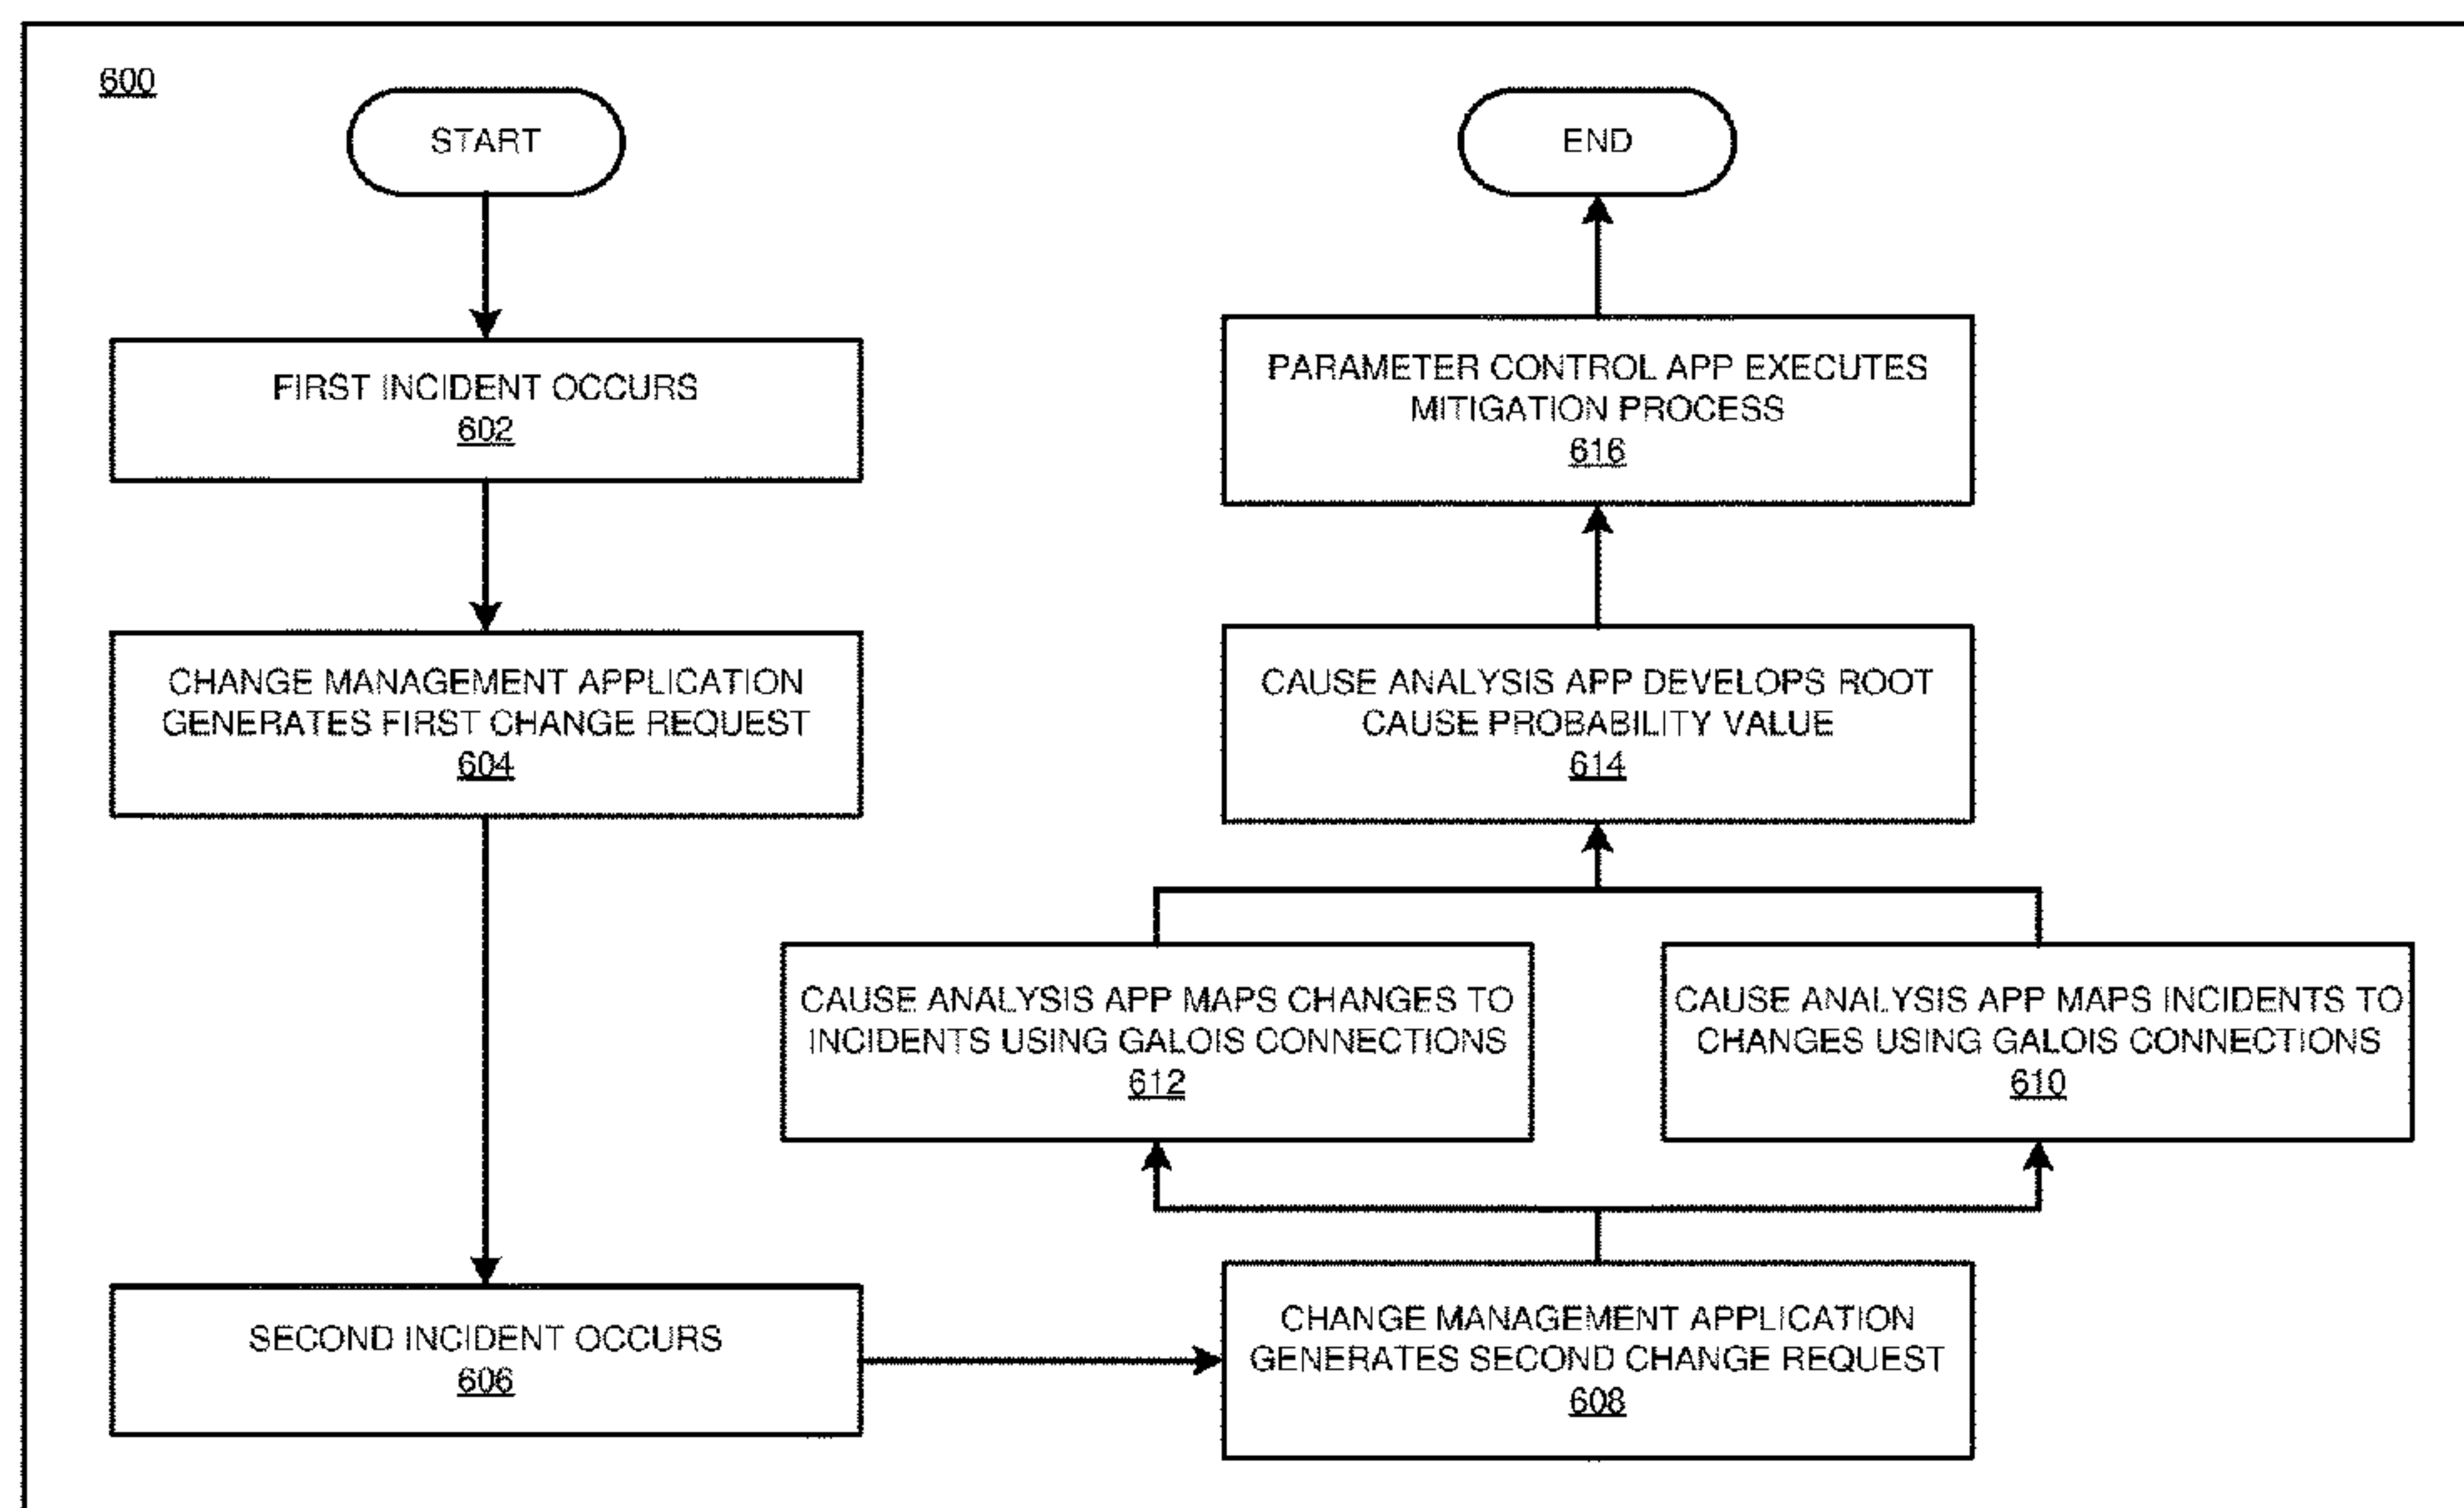 600
START
FIRST INCIDENT OCCURS
602
CHANGE MANAGEMENT APPLICATION
GENERATES FIRST CHANGE REQUEST
604
SECOND INCIDENT OCCURS
606
CHANGE MANAGEMENT APPLICATION
GENERATES SECOND CHANGE REQUEST
608
CAUSE ANALYSIS APP MAPS INCIDENTS TO
CHANGES USING GALOIS CONNECTIONS
610
CAUSE ANALYSIS APP MAPS CHANGES TO
INCIDENTS USING GALOIS CONNECTIONS
612
CAUSE ANALYSIS APP DEVELOPS ROOT
CAUSE PROBABILITY VALUE
614
PARAMETER CONTROL APP EXECUTES
MITIGATION PROCESS
616
END